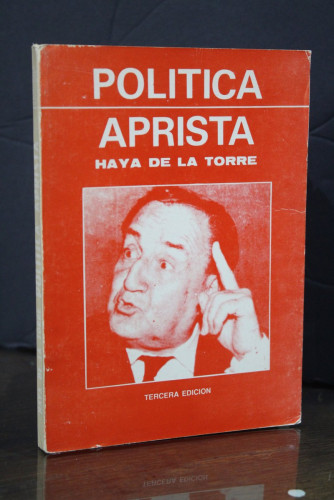 POLITICA
APRISTA
HAYA DE LA TORRE
TERCERA EDICION